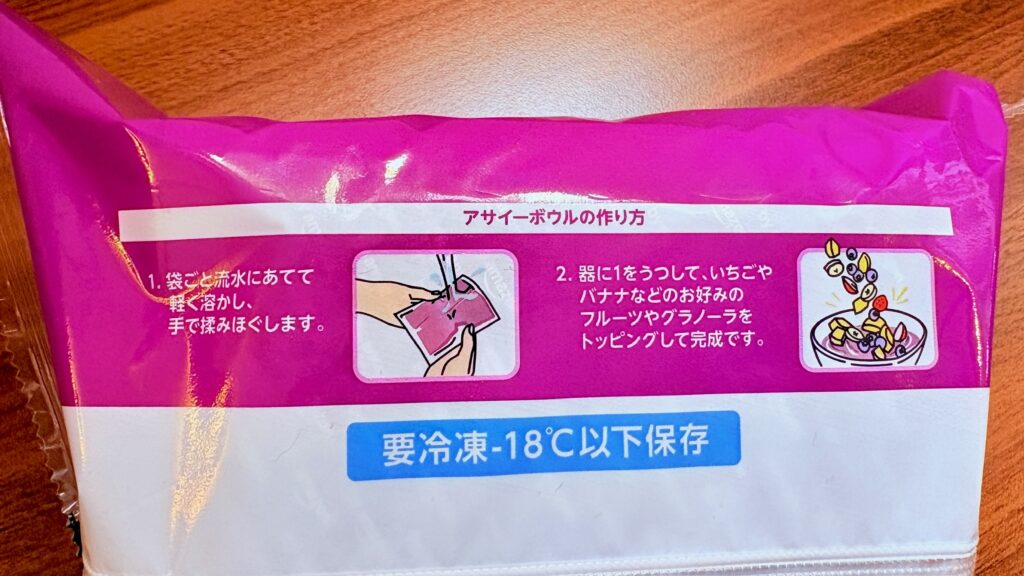 アサイーボウルの作り方
1. 袋ごと流水にあてて
軽く溶かし、
手で揉みほぐします。
2. 器に1をうつして、いちごや
バナナなどのお好みの
フルーツやグラノーラを
トッピングして完成です。
要冷凍-18℃以下保存